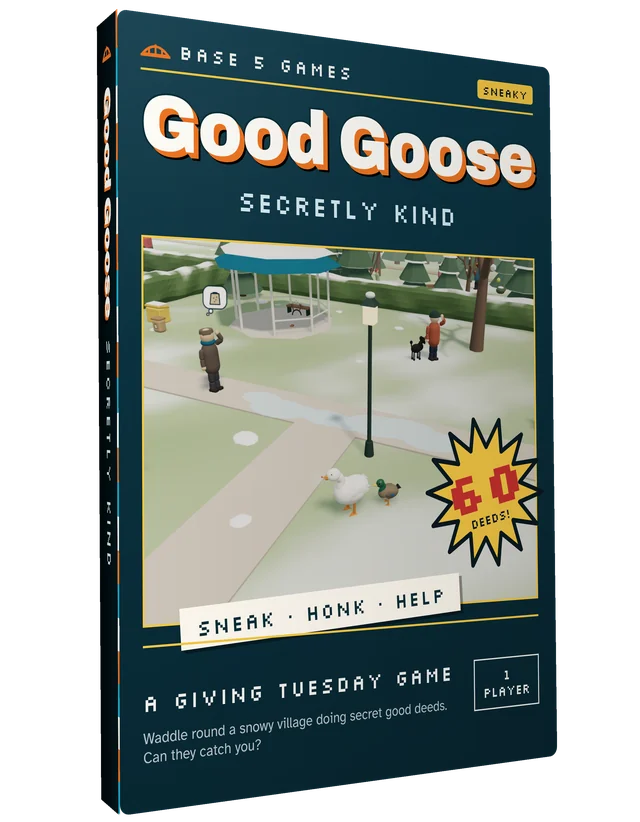 BASE 5 GAMES
SNEAKY
Good Goose
SECRETLY KIND
60
DEEDS!
SNEAK · HONK · HELP
A GIVING TUESDAY GAME
1
PLAYER
Waddle round a snowy village doing secret good deeds.
Can they catch you?
Good Goose SECRETLY KIND